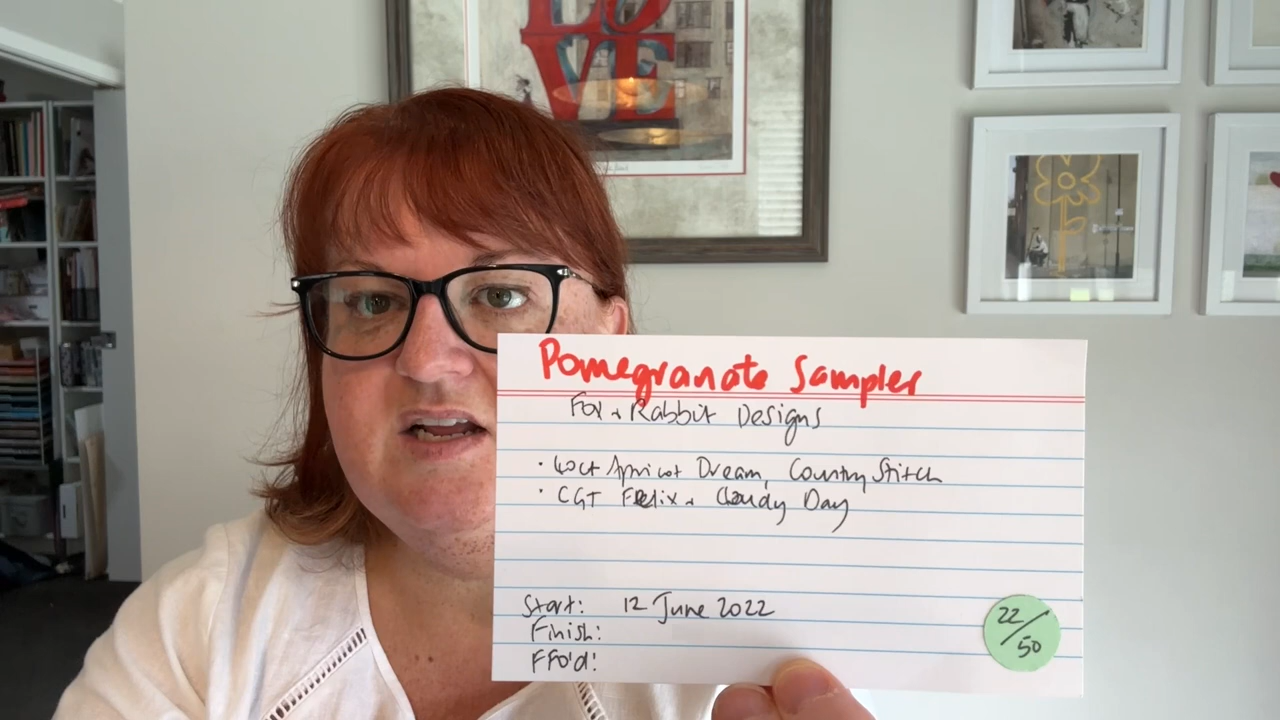 LOVE
Pomegranate Sampler
Fox + Rabbit Designs
· 40ct Apricot Dream, Country Stitch
· CGT Felix + Cloudy Day
Start: 12 June 2022
Finish:
FFo'd:
22/50